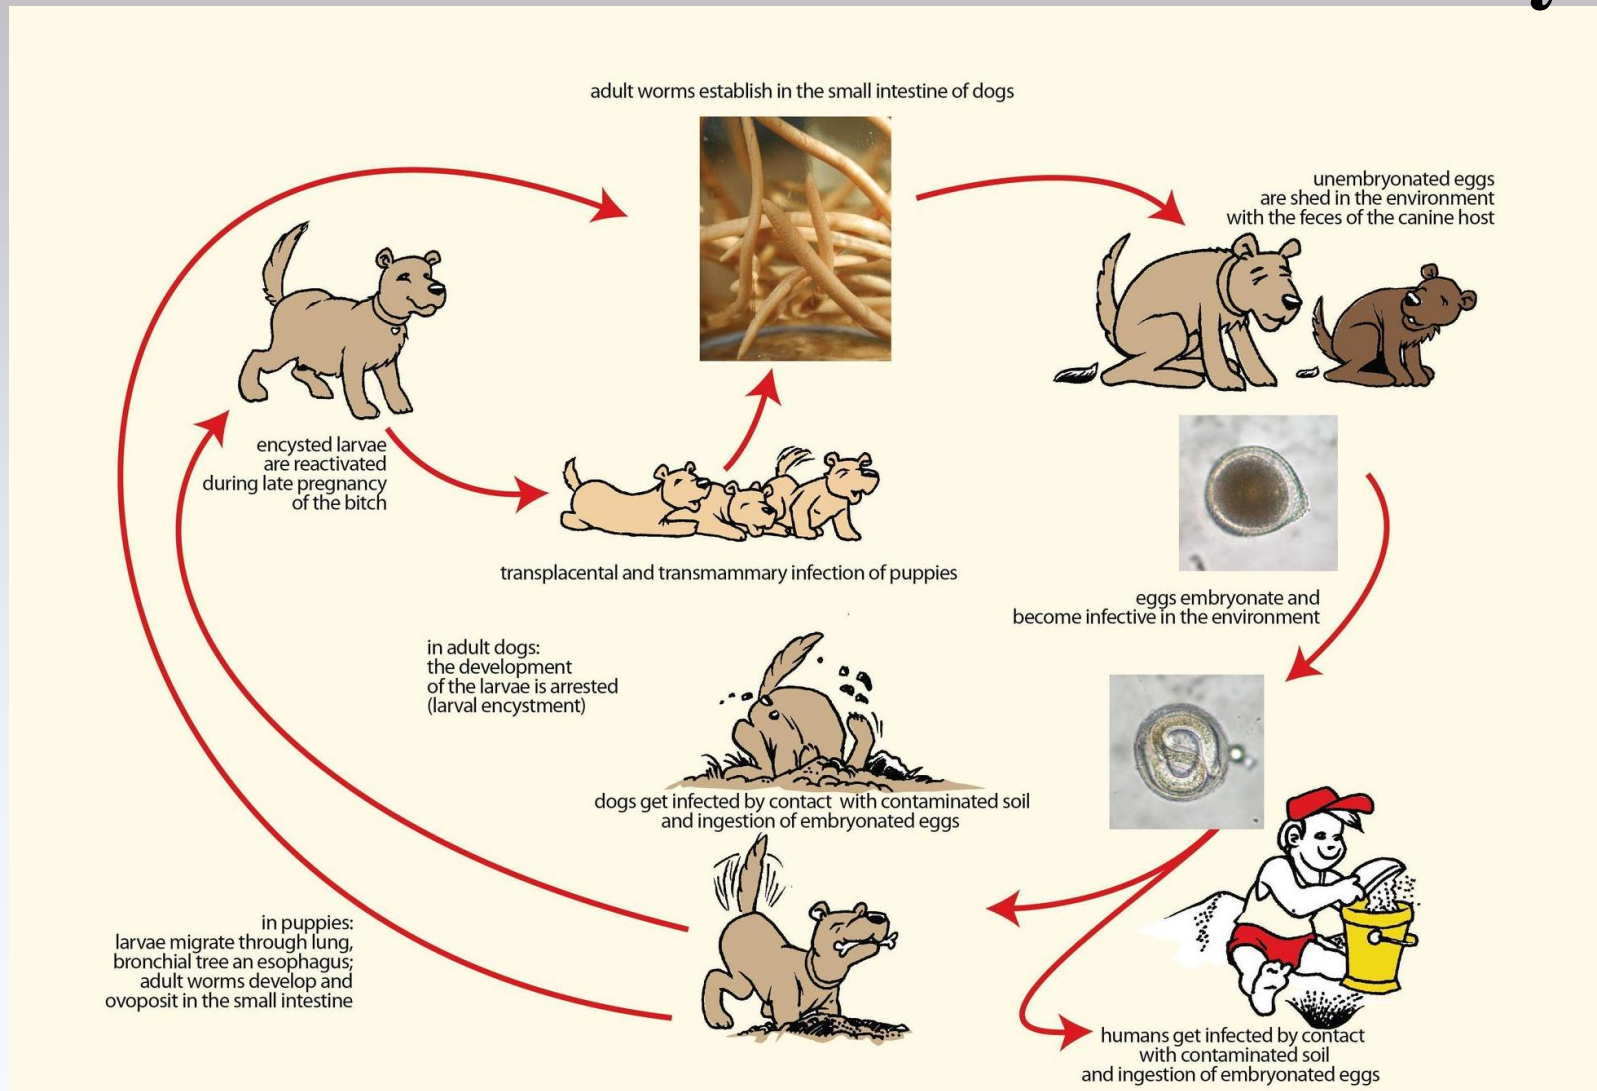 adult worms establish in the small intestine of dogs
unembryonated eggs
are shed in the environment
with the feces of the canine host
encysted larvae
are reactivated
during late pregnancy
of the bitch
transplacental and transmammary infection of puppies
eggs embryonate and
become infective in the environment
in adult dogs:
the development
of the larvae is arrested
(larval encystment)
dogs get infected by contact with contaminated soil
and ingestion of embryonated eggs
in puppies:
larvae migrate through lung,
bronchial tree an esophagus;
adult worms develop and
ovoposit in the small intestine
humans get infected by contact
with contaminated soil
and ingestion of embryonated eggs